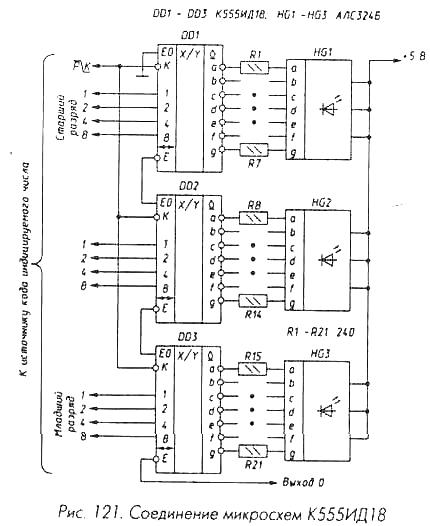 DD1 - DD3 К555ИД18. HG1 - HG3 АЛС324Б
DD1
HG1
+5 В
F\K
E0
X/Y
Q
K
a
b
c
d
e
f
g
R1
a
b
c
d
e
f
g
1
2
4
8
1
2
4
8
E
R7
Старший разряд
DD2
HG2
E0
X/Y
Q
K
a
b
c
d
e
f
g
R8
a
b
c
d
e
f
g
1
2
4
8
1
2
4
8
E
R14
R1 - R21 240
DD3
HG3
E0
X/Y
Q
K
a
b
c
d
e
f
g
R15
a
b
c
d
e
f
g
1
2
4
8
1
2
4
8
E
R21
Младший разряд
Выход 0
К источнику кода индицируемого числа
Рис. 121. Соединение микросхем К555ИД18